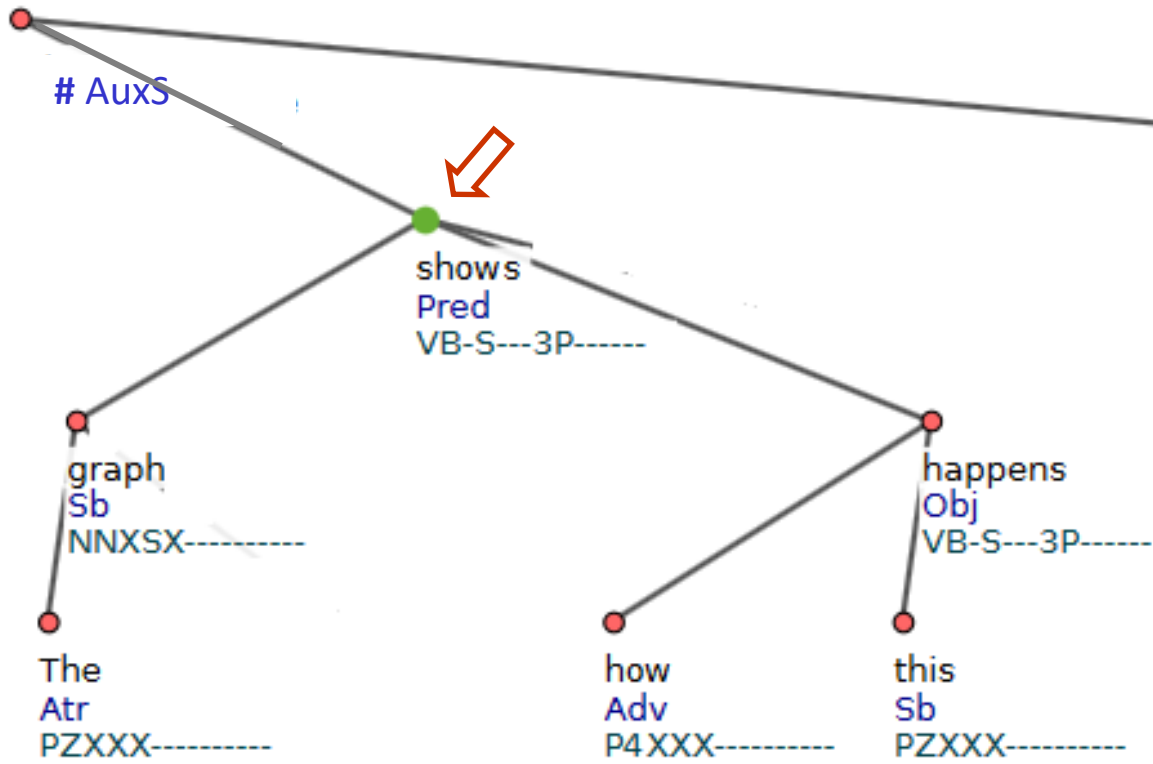 # AuxS
shows
Pred
VB-S---3P------
graph
Sb
NNXSX----------
happens
Obj
VB-S---3P------
The
Atr
PZXXX----------
how
Adv
P4XXX----------
this
Sb
PZXXX----------